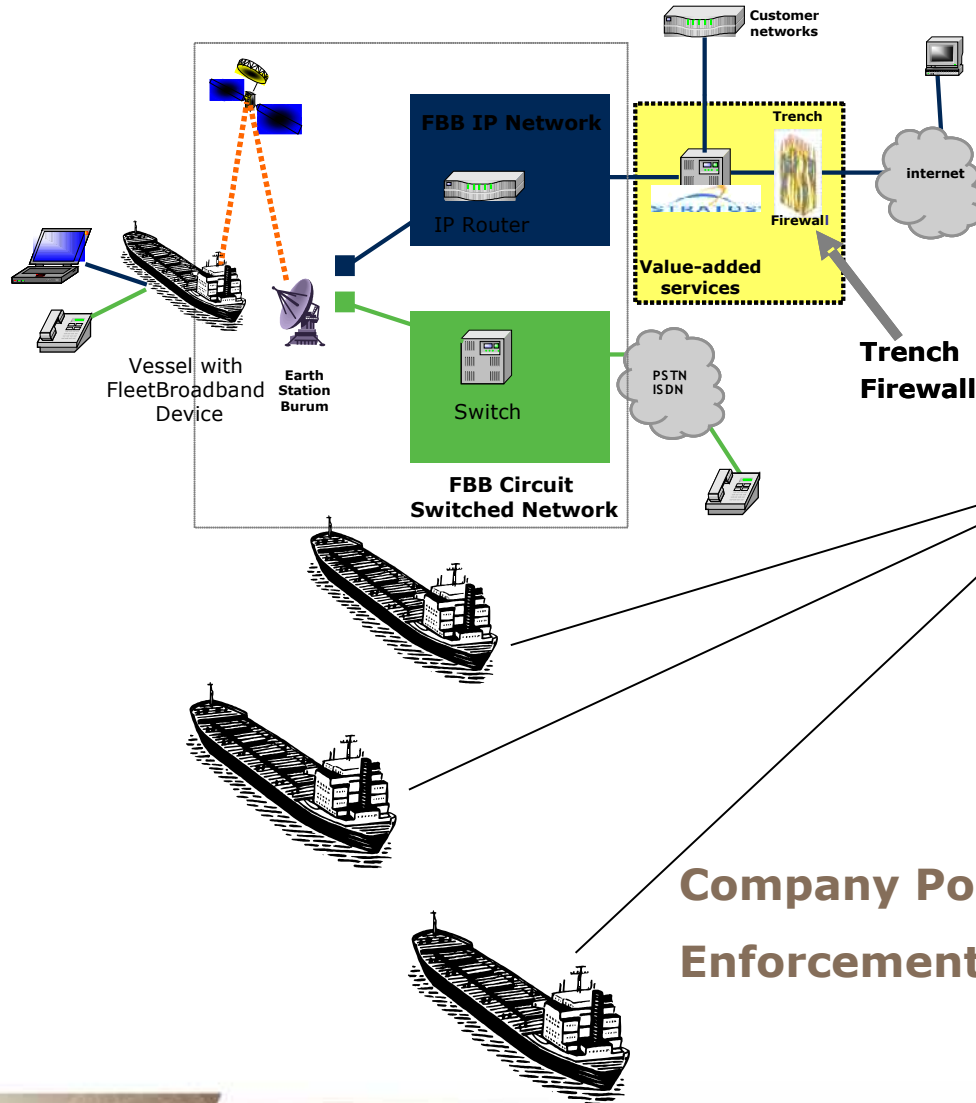 Customer
networks
FBB IP Network
Trench
internet
IP Router
STRATOS
Firewall
Value-added
services
Vessel with
FleetBroadband
Device
Earth
Station
Burum
Switch
PSTN
ISDN
Trench
Firewall
FBB Circuit
Switched Network
Company Po
Enforcement